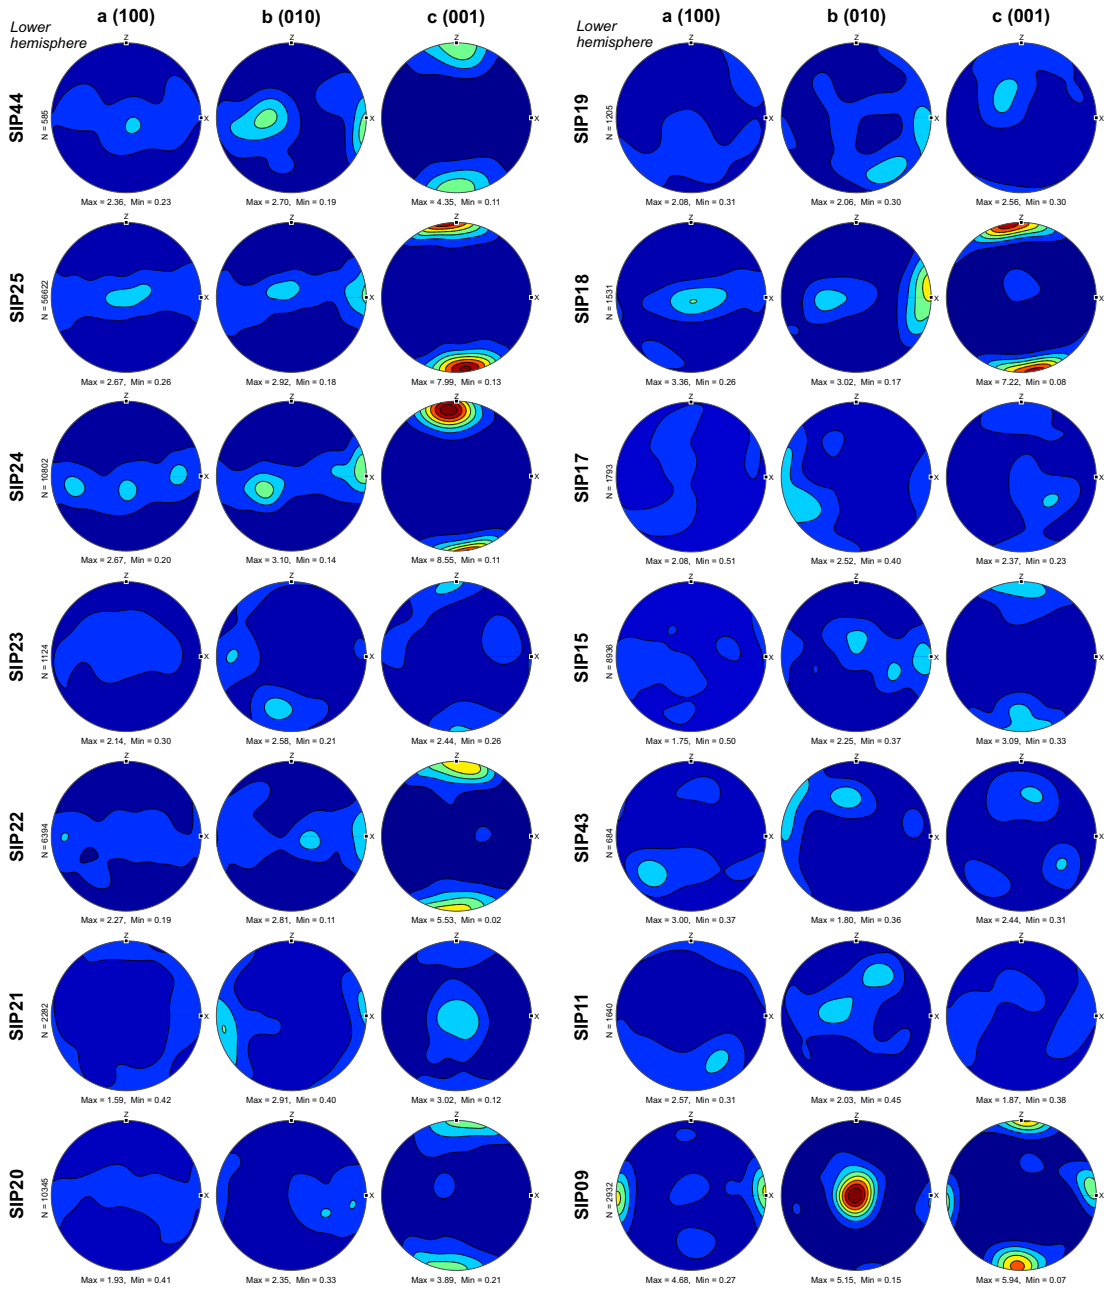 a (100) b (010) c (001) a (100) b (010) c (001)
Lower hemisphere Lower hemisphere
SIP44 N = 585 Z X Z X Z X
Max = 2.36, Min = 0.23 Max = 2.70, Min = 0.19 Max = 4.35, Min = 0.11
SIP19 N = 1205 Z X Z X Z X
Max = 2.08, Min = 0.31 Max = 2.06, Min = 0.30 Max = 2.56, Min = 0.30
SIP25 N = 56622 Z X Z X Z X
Max = 2.67, Min = 0.26 Max = 2.92, Min = 0.18 Max = 7.99, Min = 0.13
SIP18 N = 1531 Z X Z X Z X
Max = 3.36, Min = 0.26 Max = 3.02, Min = 0.17 Max = 7.22, Min = 0.08
SIP24 N = 10802 Z X Z X Z X
Max = 2.67, Min = 0.20 Max = 3.10, Min = 0.14 Max = 8.55, Min = 0.11
SIP17 N = 1793 Z X Z X Z X
Max = 2.08, Min = 0.51 Max = 2.52, Min = 0.40 Max = 2.37, Min = 0.23
SIP23 N = 1124 Z X Z X Z X
Max = 2.14, Min = 0.30 Max = 2.58, Min = 0.21 Max = 2.44, Min = 0.26
SIP15 N = 8936 Z X Z X Z X
Max = 1.75, Min = 0.50 Max = 2.25, Min = 0.37 Max = 3.09, Min = 0.33
SIP22 N = 6394 Z X Z X Z X
Max = 2.27, Min = 0.19 Max = 2.81, Min = 0.11 Max = 5.53, Min = 0.02
SIP43 N = 684 Z X Z X Z X
Max = 3.00, Min = 0.37 Max = 1.80, Min = 0.36 Max = 2.44, Min = 0.31
SIP21 N = 2282 Z X Z X Z X
Max = 1.59, Min = 0.42 Max = 2.91, Min = 0.40 Max = 3.02, Min = 0.12
SIP11 N = 1640 Z X Z X Z X
Max = 2.57, Min = 0.31 Max = 2.03, Min = 0.45 Max = 1.87, Min = 0.38
SIP20 N = 10345 Z X Z X Z X
Max = 1.93, Min = 0.41 Max = 2.35, Min = 0.33 Max = 3.89, Min = 0.21
SIP09 N = 2932 Z X Z X Z X
Max = 4.68, Min = 0.27 Max = 5.15, Min = 0.15 Max = 5.94, Min = 0.07